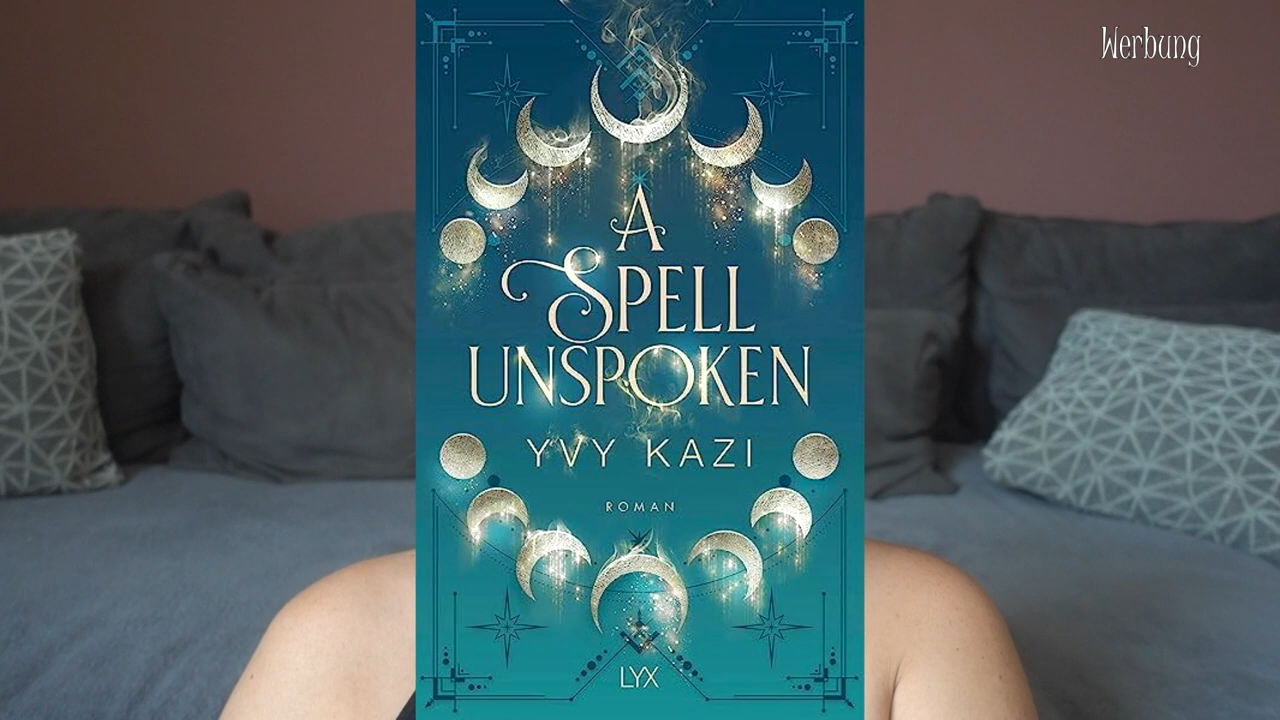 Werbung
A
SPELL
UNSPOKEN
YVY KAZI
ROMAN
LYX